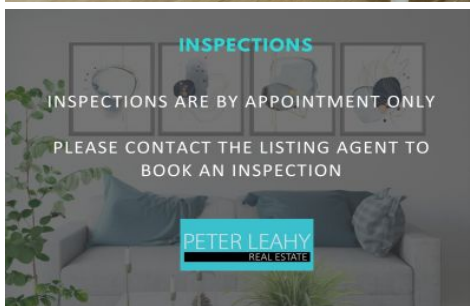 INSPECTIONS
INSPECTIONS ARE BY APPOINTMENT ONLY
PLEASE CONTACT THE LISTING AGENT TO
BOOK AN INSPECTION
PETER LEAHY
REAL ESTATE